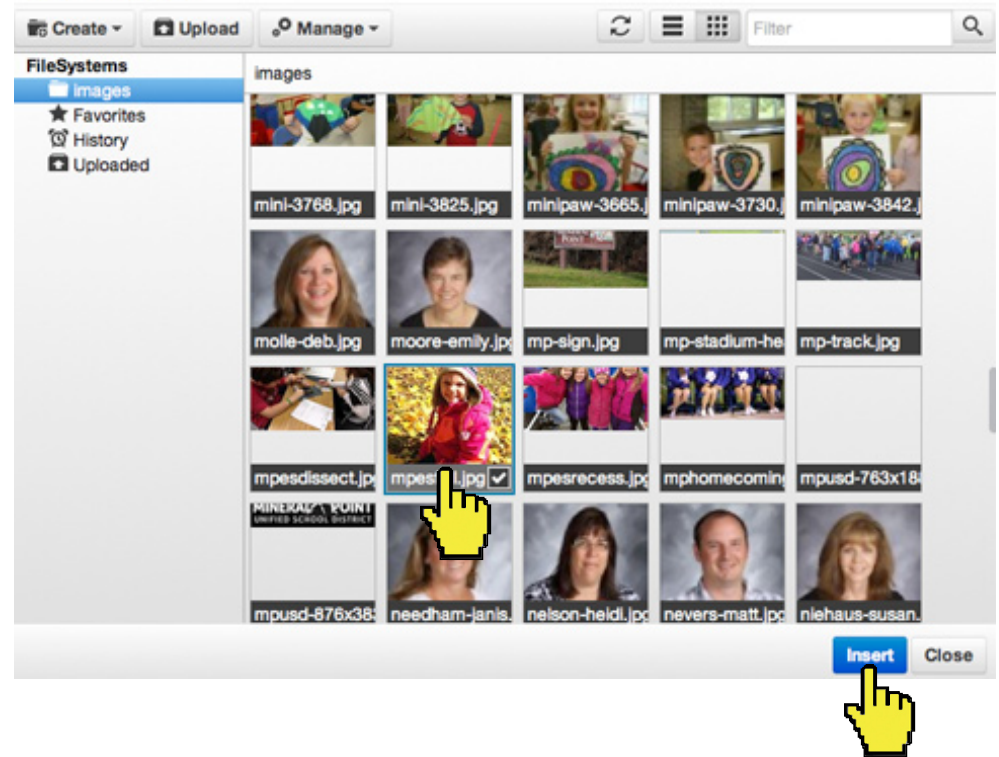 Create Upload Manage Filter
FileSystems
images
Favorites
History
Uploaded
images
mini-3768.jpg mini-3825.jpg minipaw-3665.j minipaw-3730.j minipaw-3842.j
POINT
molle-deb.jpg moore-emily.jpg mp-sign.jpg mp-stadium-he mp-track.jpg
mpesdissect.jp l.jpg mpesrecess.jpg mphomecoming mpusd-763x18
MINERAL POINT
UNIFIED SCHOOL DISTRICT
mpusd-876x38 needham-janis. nelson-heidi.jpg nevers-matt.jpg niehaus-susan.
Insert Close